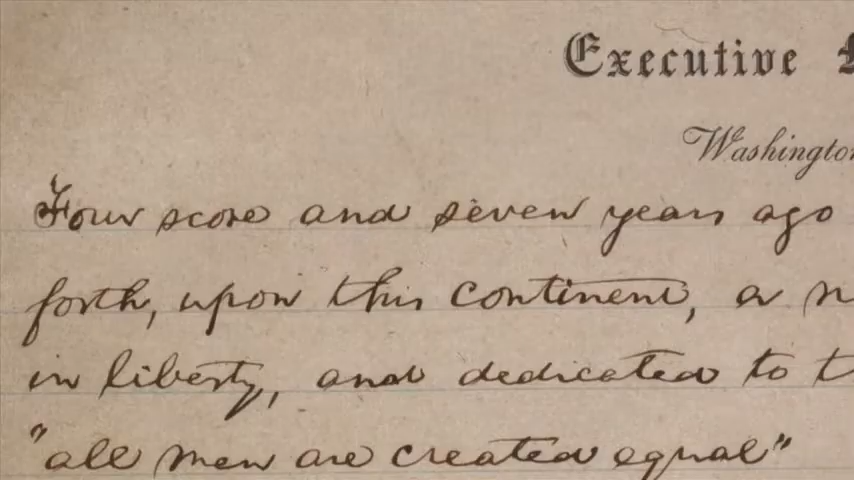 Executive
Washington
Four score and seven years ago
forth, upon this continent, a n
in liberty, and dedicated to t
"all men are created equal"